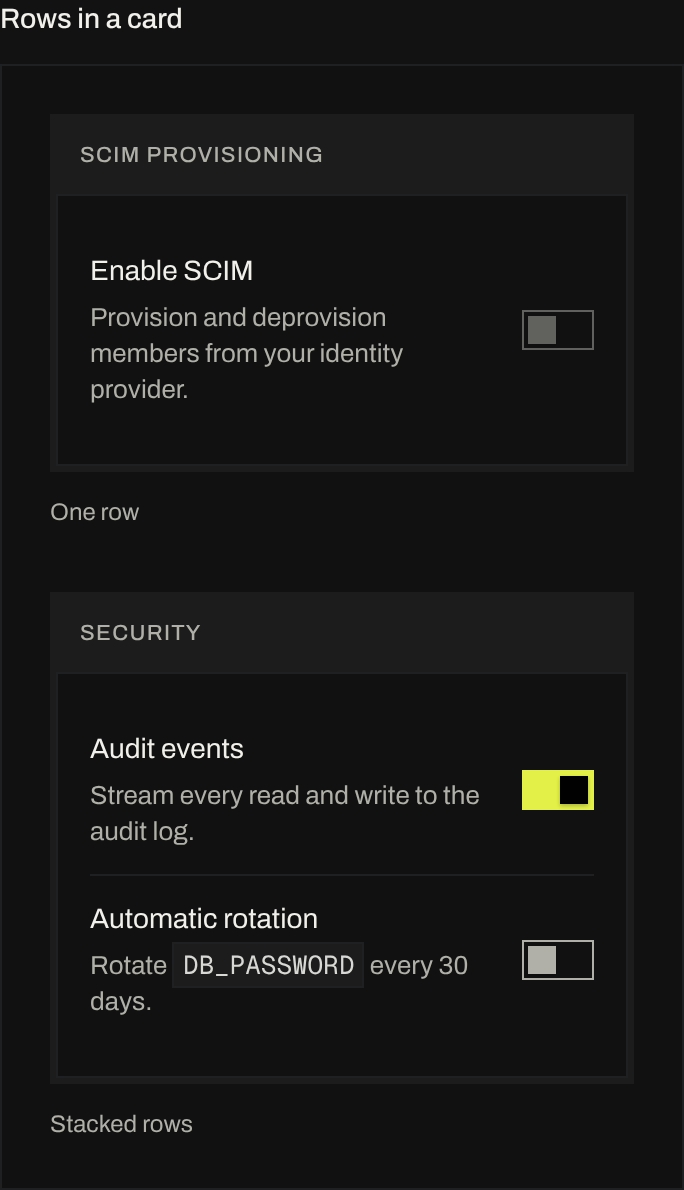 Rows in a card
SCIM PROVISIONING
Enable SCIM
Provision and deprovision
members from your identity
provider.
One row
SECURITY
Audit events
Stream every read and write to the
audit log.
Automatic rotation
Rotate DB_PASSWORD every 30
days.
Stacked rows